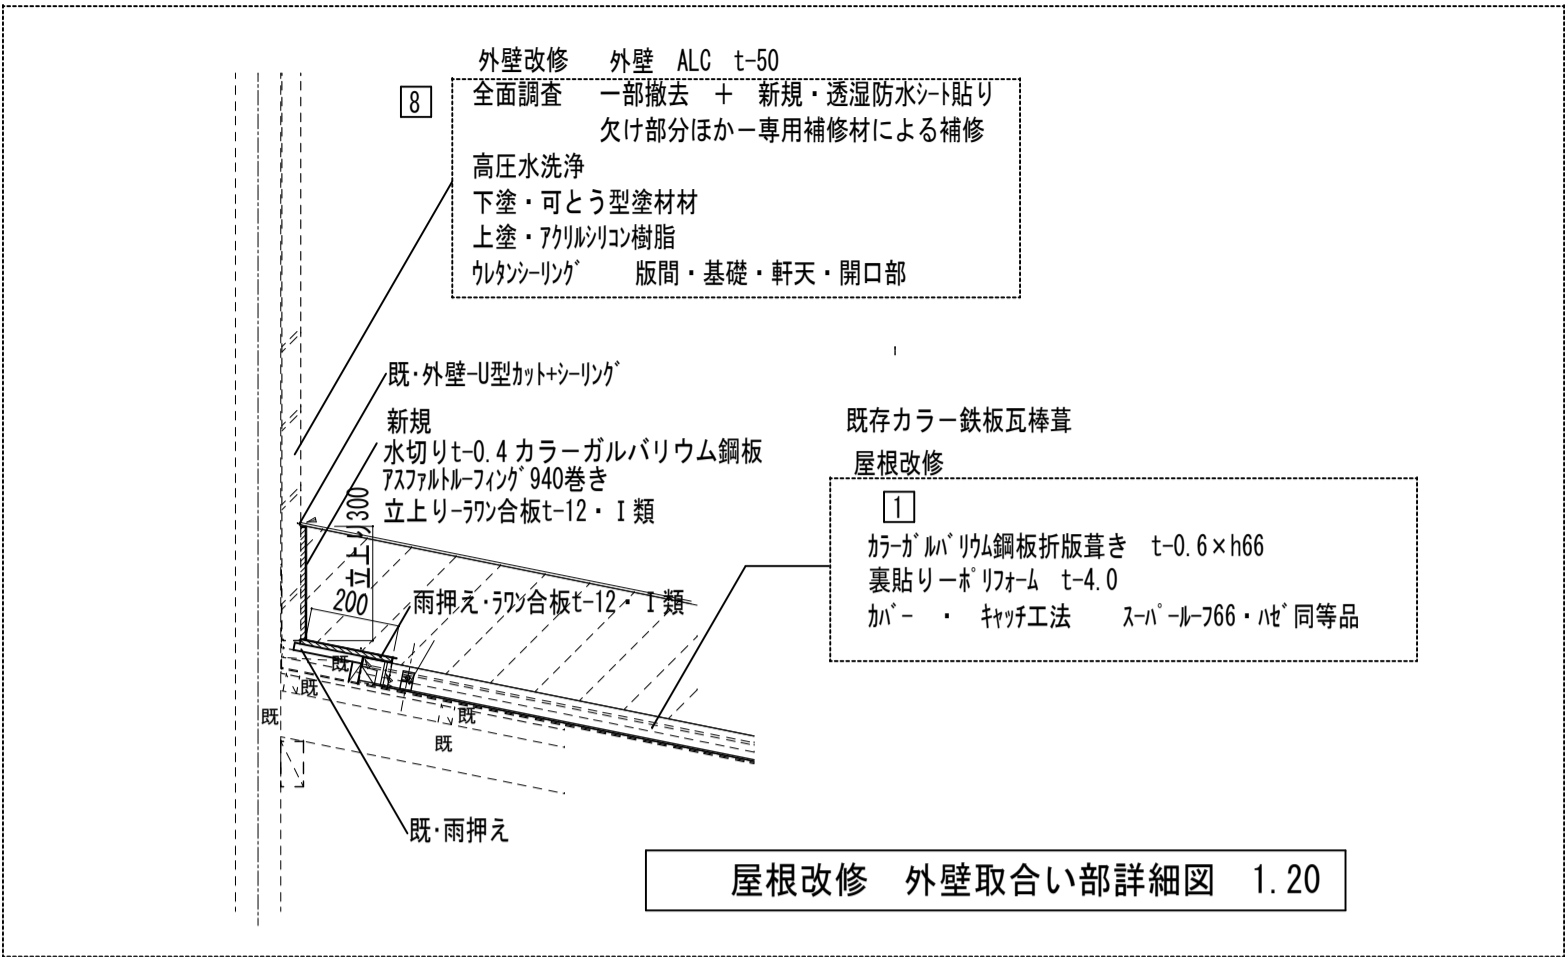 外壁改修 外壁 ALC t-50
8
全面調査 一部撤去 + 新規・透湿防水ｼｰﾄ貼り
欠け部分ほかー専用補修材による補修
高圧水洗浄
下塗・可とう型塗材材
上塗・ｱｸﾘﾙｼﾘｺﾝ樹脂
ｳﾚﾀﾝｼｰﾘﾝｸﾞ 版間・基礎・軒天・開口部
既・外壁-U型ｶｯﾄ+ｼｰﾘﾝｸﾞ
新規
水切りt-0.4 カラーガルバリウム鋼板
ｱｽﾌｧﾙﾄﾙｰﾌｨﾝｸﾞ940巻き
立上り-ﾗﾜﾝ合板t-12・Ⅰ類
立上り300
200
雨押え・ﾗﾜﾝ合板t-12・Ⅰ類
既存カラー鉄板瓦棒葺
屋根改修
1
ｶﾗｰｶﾞﾙﾊﾞﾘｳﾑ鋼板折版葺き t-0.6×h66
裏貼りーﾎﾟﾘﾌｫｰﾑ t-4.0
ｶﾊﾞｰ ・ ｷｬｯﾁ工法 ｽｰﾊﾟｰﾙｰﾌ66・ﾊｾﾞ同等品
既
既
既
既
既
既・雨押え
屋根改修 外壁取合い部詳細図 1.20